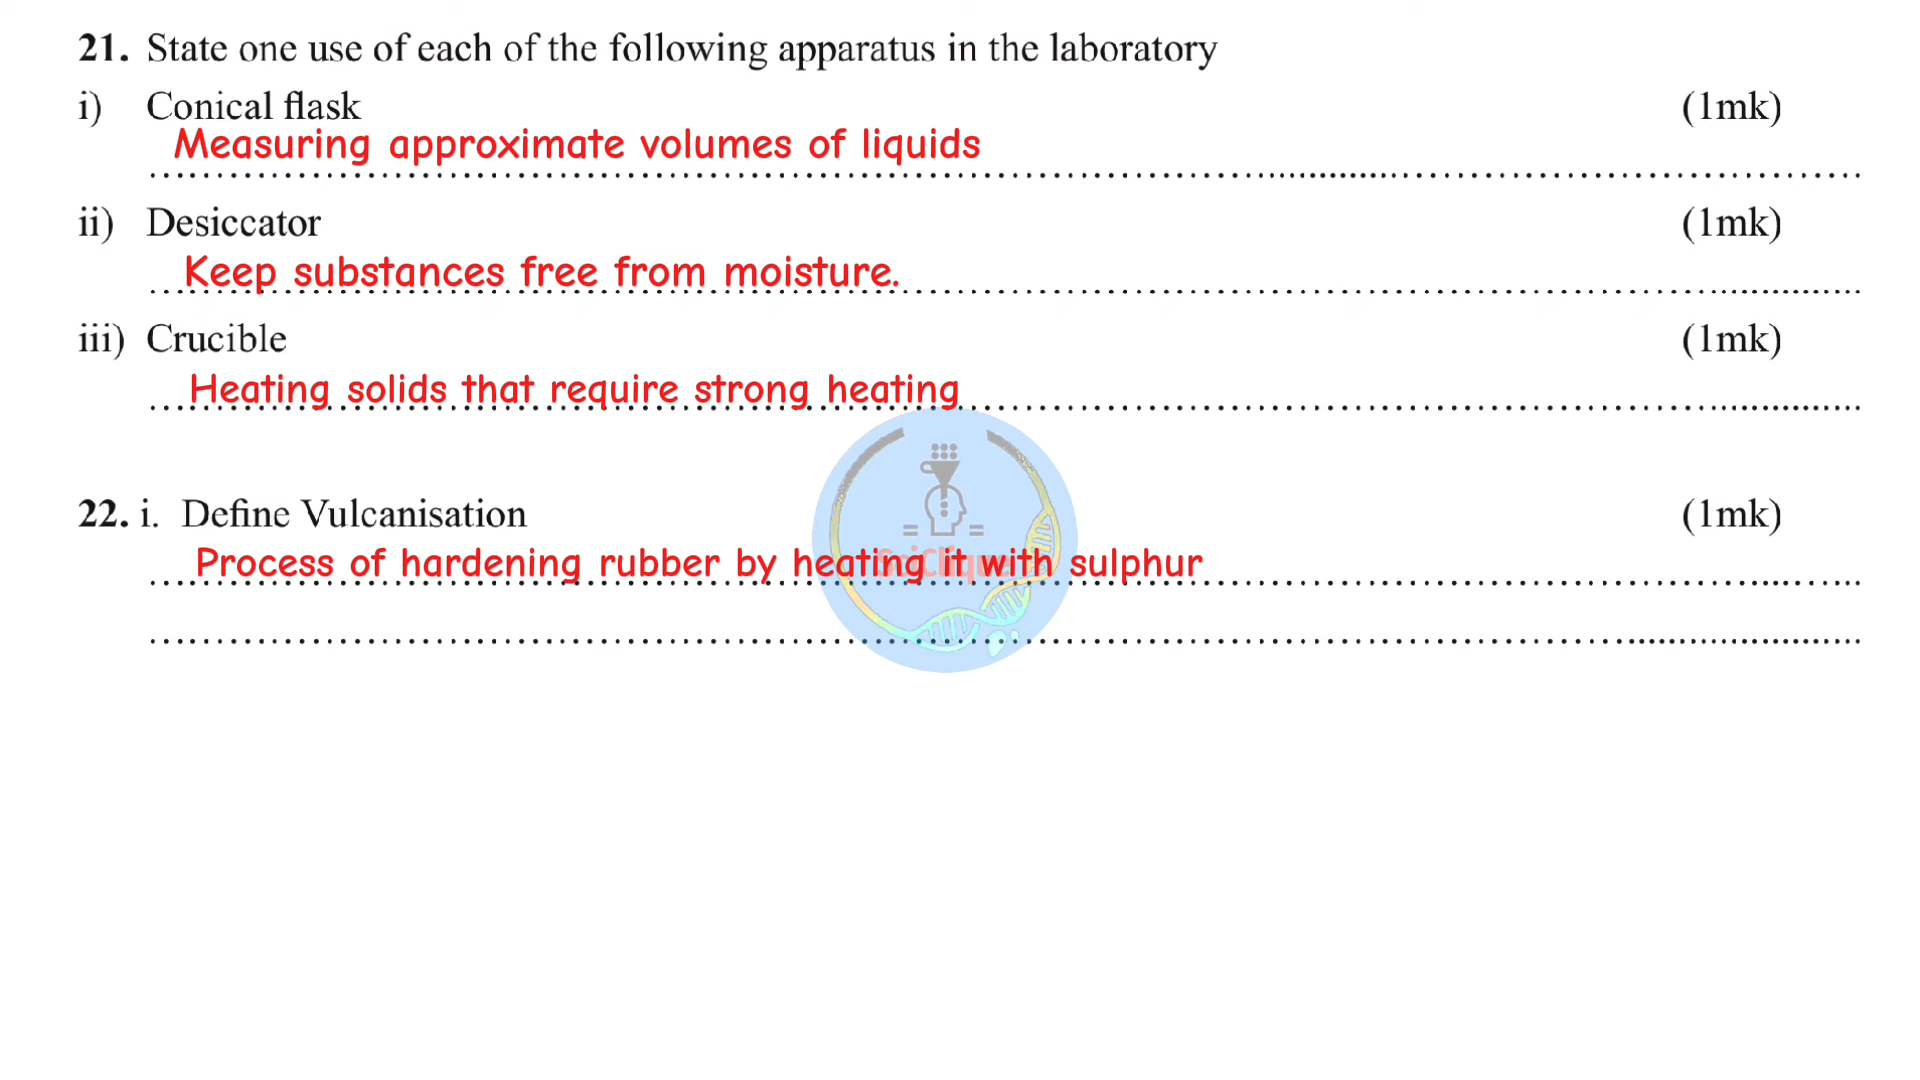 21. State one use of each of the following apparatus in the laboratory
i) Conical flask (1mk)
Measuring approximate volumes of liquids
ii) Desiccator (1mk)
Keep substances free from moisture.
iii) Crucible (1mk)
Heating solids that require strong heating
22. i. Define Vulcanisation (1mk)
Process of hardening rubber by heating it with sulphur
SciClique